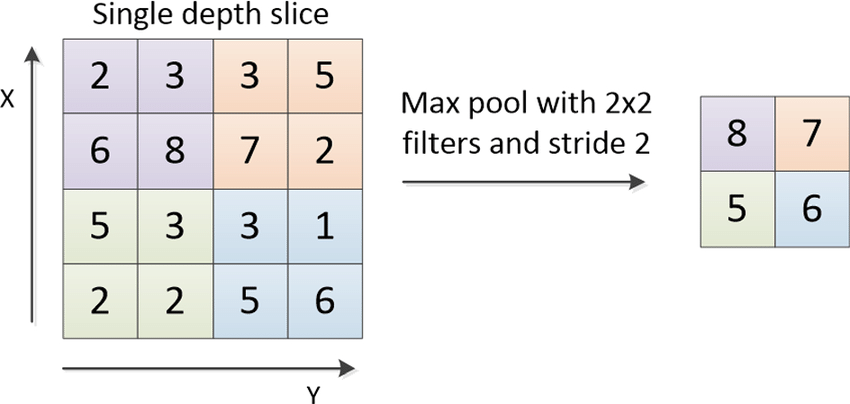 Single depth slice
X
2 3 3 5
6 8 7 2
5 3 3 1
2 2 5 6
Y
Max pool with 2x2
filters and stride 2
8 7
5 6